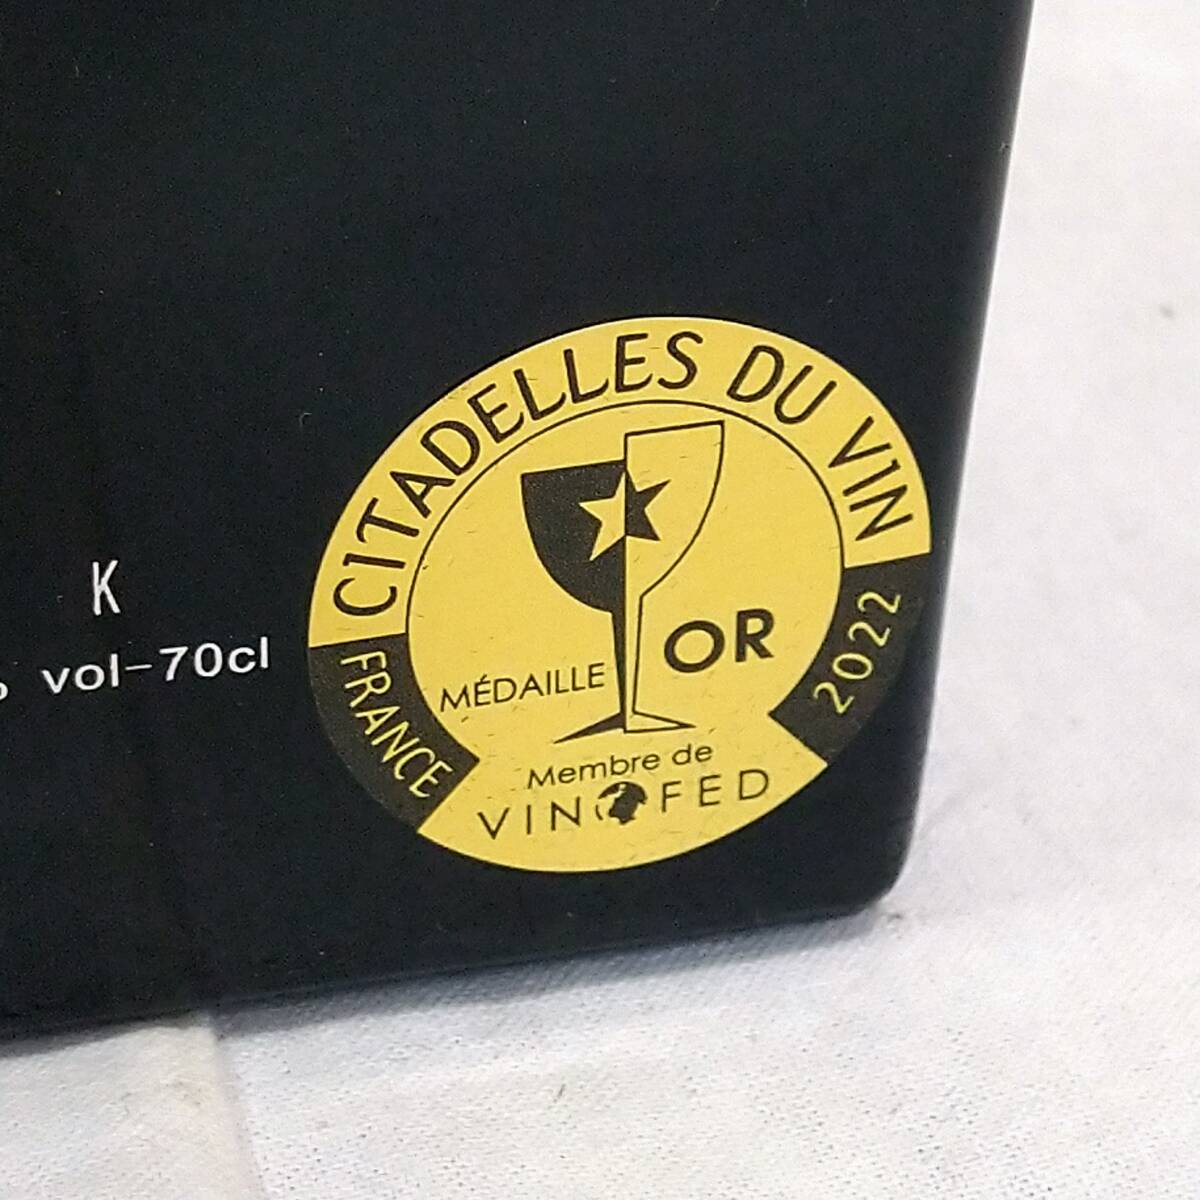 K
vol-70cl
CITADELLES DU VIN
FRANCE
2022
MÉDAILLE OR
Membre de
VINOFED